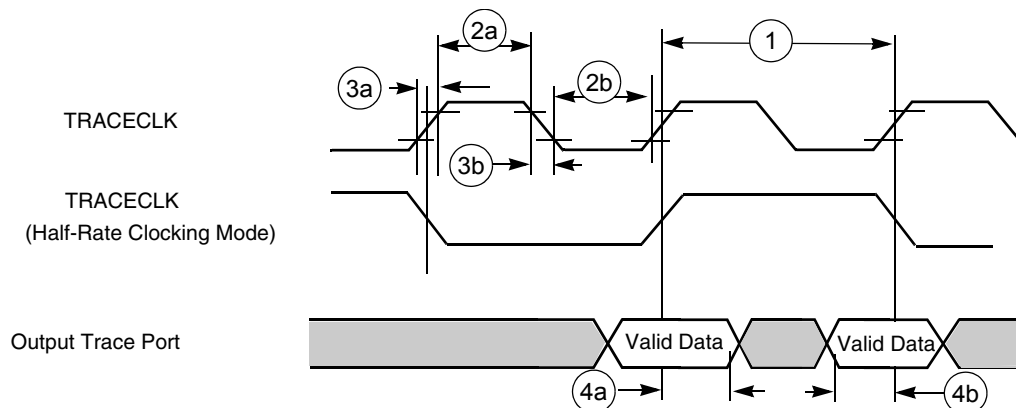 2a
1
3a
2b
TRACECLK
3b
TRACECLK
(Half-Rate Clocking Mode)
Output Trace Port
Valid Data
Valid Data
4a
4b